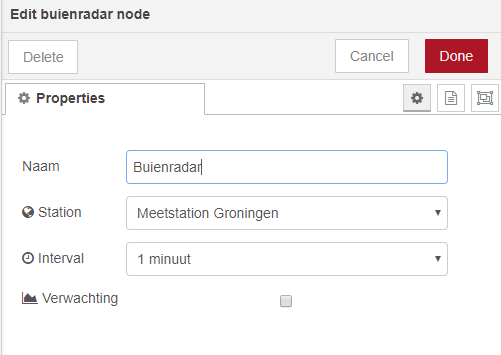 Edit buienradar node
Delete
Cancel
Done
Properties
Naam
Buienradar
Station
Meetstation Groningen
Interval
1 minuut
Verwachting